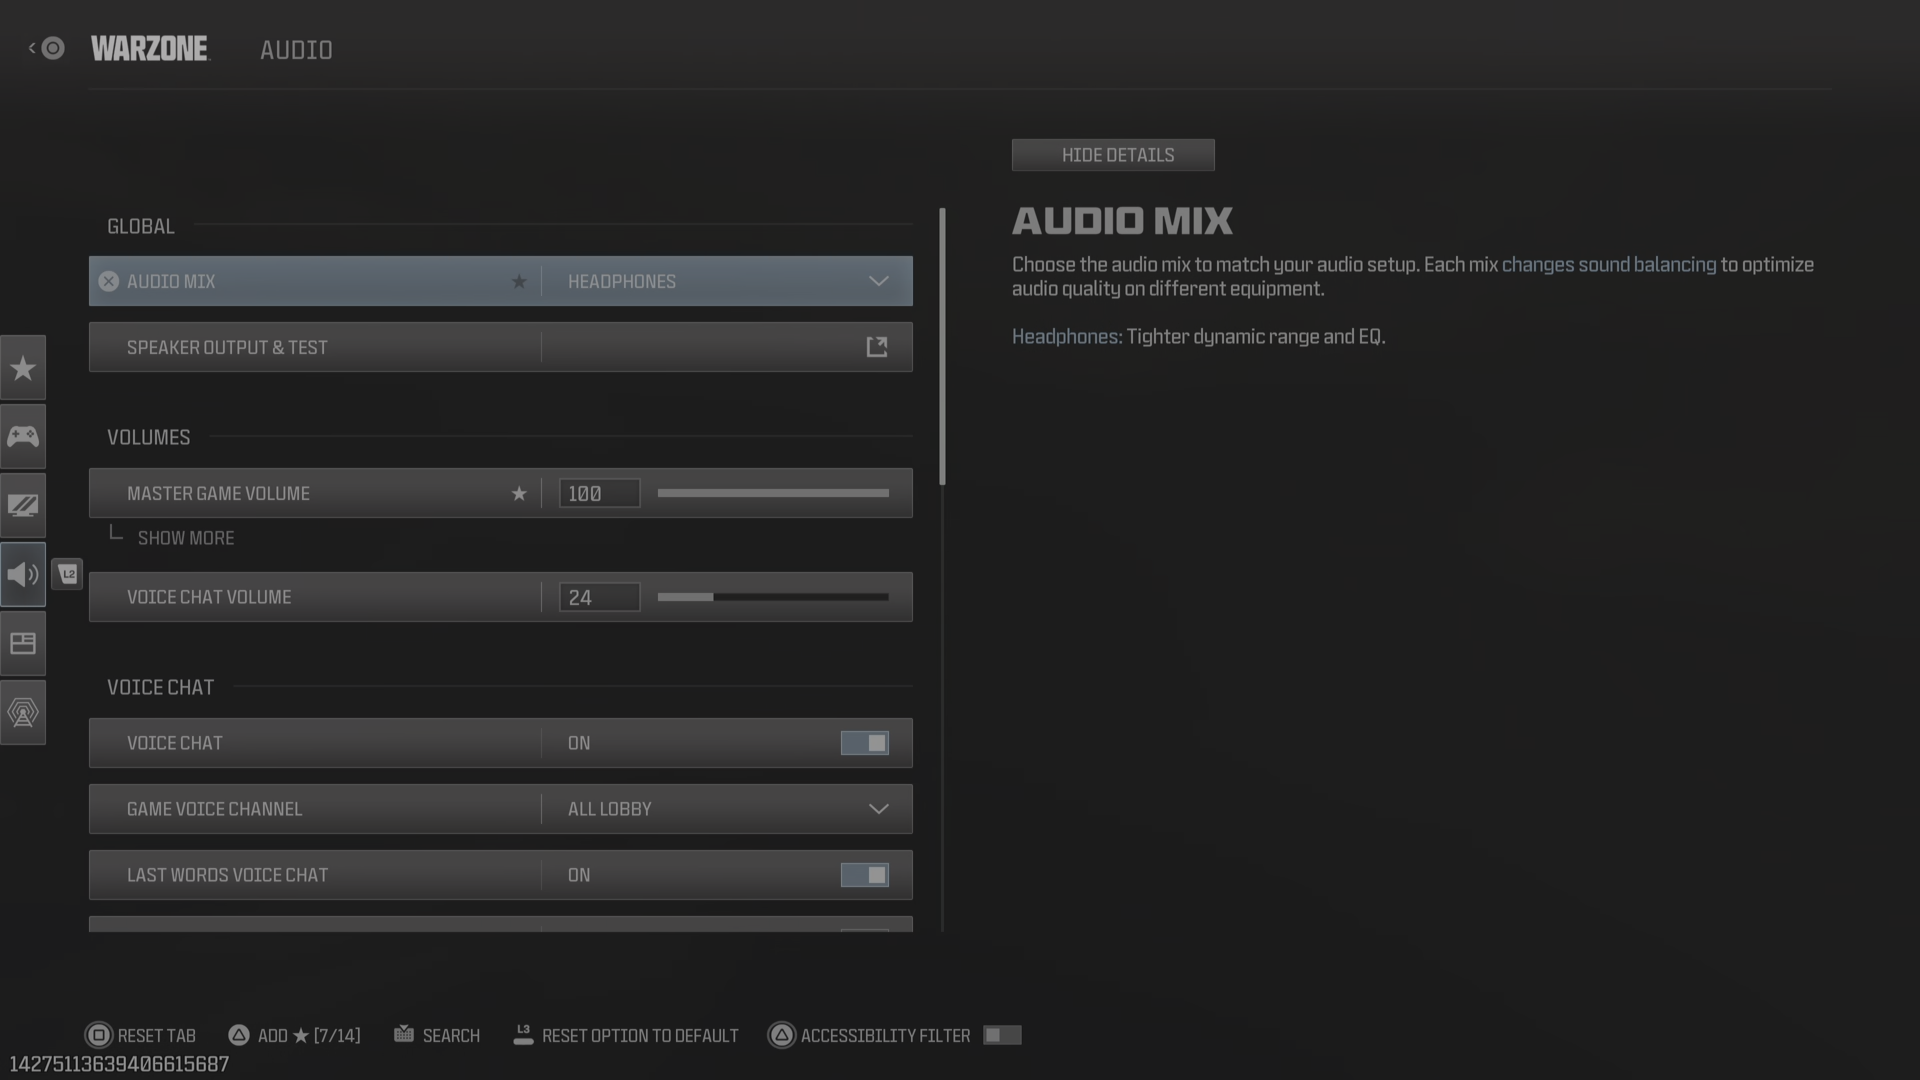 WARZONE
AUDIO
HIDE DETAILS
GLOBAL
AUDIO MIX
HEADPHONES
SPEAKER OUTPUT & TEST
VOLUMES
MASTER GAME VOLUME
100
SHOW MORE
L2
VOICE CHAT VOLUME
24
VOICE CHAT
VOICE CHAT
ON
GAME VOICE CHANNEL
ALL LOBBY
LAST WORDS VOICE CHAT
ON
AUDIO MIX
Choose the audio mix to match your audio setup. Each mix changes sound balancing to optimize
audio quality on different equipment.
Headphones: Tighter dynamic range and EQ.
RESET TAB
ADD ★ [7/14]
SEARCH
L3
RESET OPTION TO DEFAULT
ACCESSIBILITY FILTER
14275113639406615687